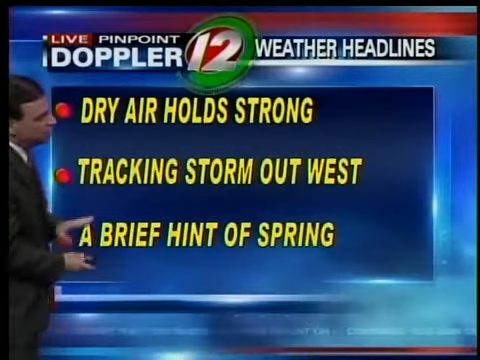 LIVE PINPOINT
DOPPLER 12 WEATHER HEADLINES
DRY AIR HOLDS STRONG
TRACKING STORM OUT WEST
A BRIEF HINT OF SPRING